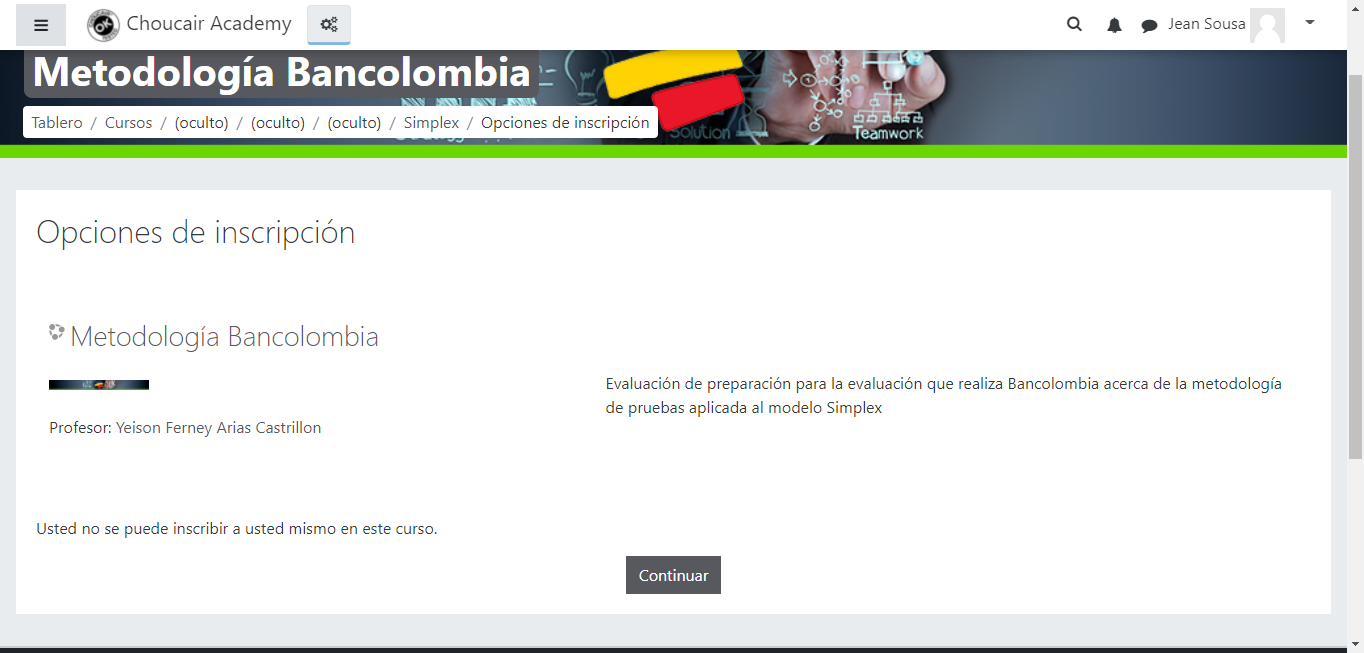 Choucair Academy
Jean Sousa
Metodología Bancolombia
Solution
Teamwork
Tablero / Cursos / (oculto) / (oculto) / (oculto) / Simplex / Opciones de inscripción
Opciones de inscripción
Metodología Bancolombia
Evaluación de preparación para la evaluación que realiza Bancolombia acerca de la metodología
de pruebas aplicada al modelo Simplex
Profesor: Yeison Ferney Arias Castrillon
Usted no se puede inscribir a usted mismo en este curso.
Continuar